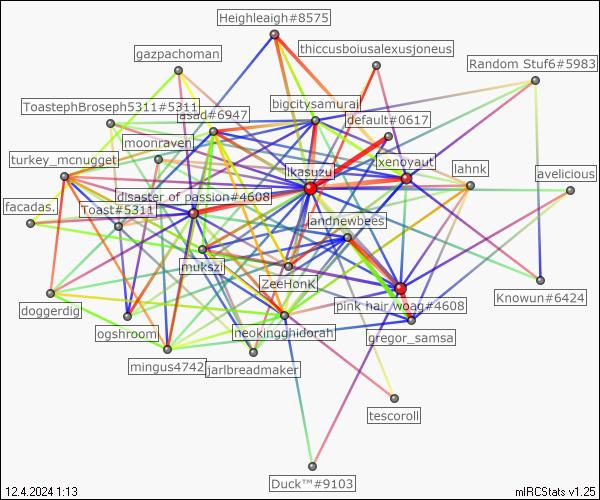 Heighleaigh#8575
thiccusboiusalexusjoneus
gazpachoman
Random Stuf6#5983
ToastephBroseph5311#5311
bigcitysamurai
asad#6947
default#0617
moonraven
turkey_mcnugget
xenoyaut
lahnk
likasuzu
avelicious
disaster of passion#4608
facadas.
Toast#5311
landnewbees
mukszi
ZeeHonK
Knowun#6424
doggerdig
pink hair woag#4608
ogshroom
neokingghidorah
gregor_samsa
mingus4742
jarlbreadmaker
tescoroll
Duck™#9103
12.4.2024 1:13
mIRCStats v1.25